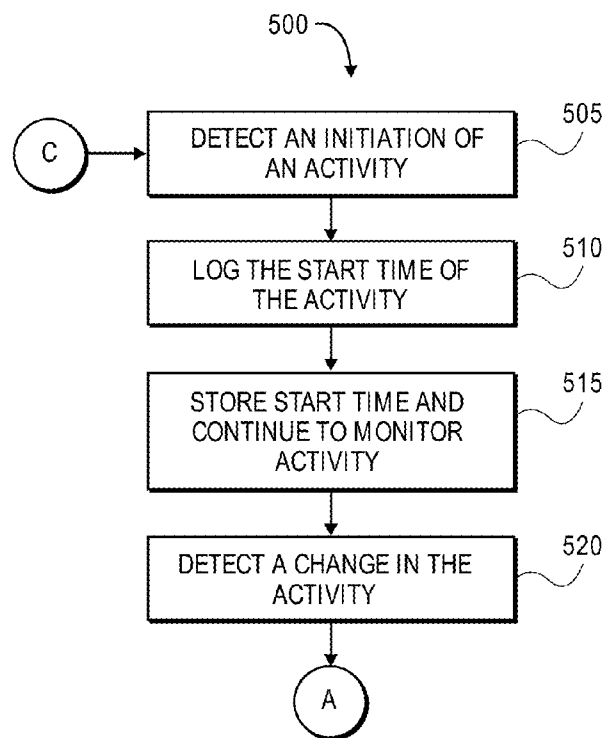 500
C
DETECT AN INITIATION OF
AN ACTIVITY
505
LOG THE START TIME OF
THE ACTIVITY
510
STORE START TIME AND
CONTINUE TO MONITOR
ACTIVITY
515
DETECT A CHANGE IN THE
ACTIVITY
520
A